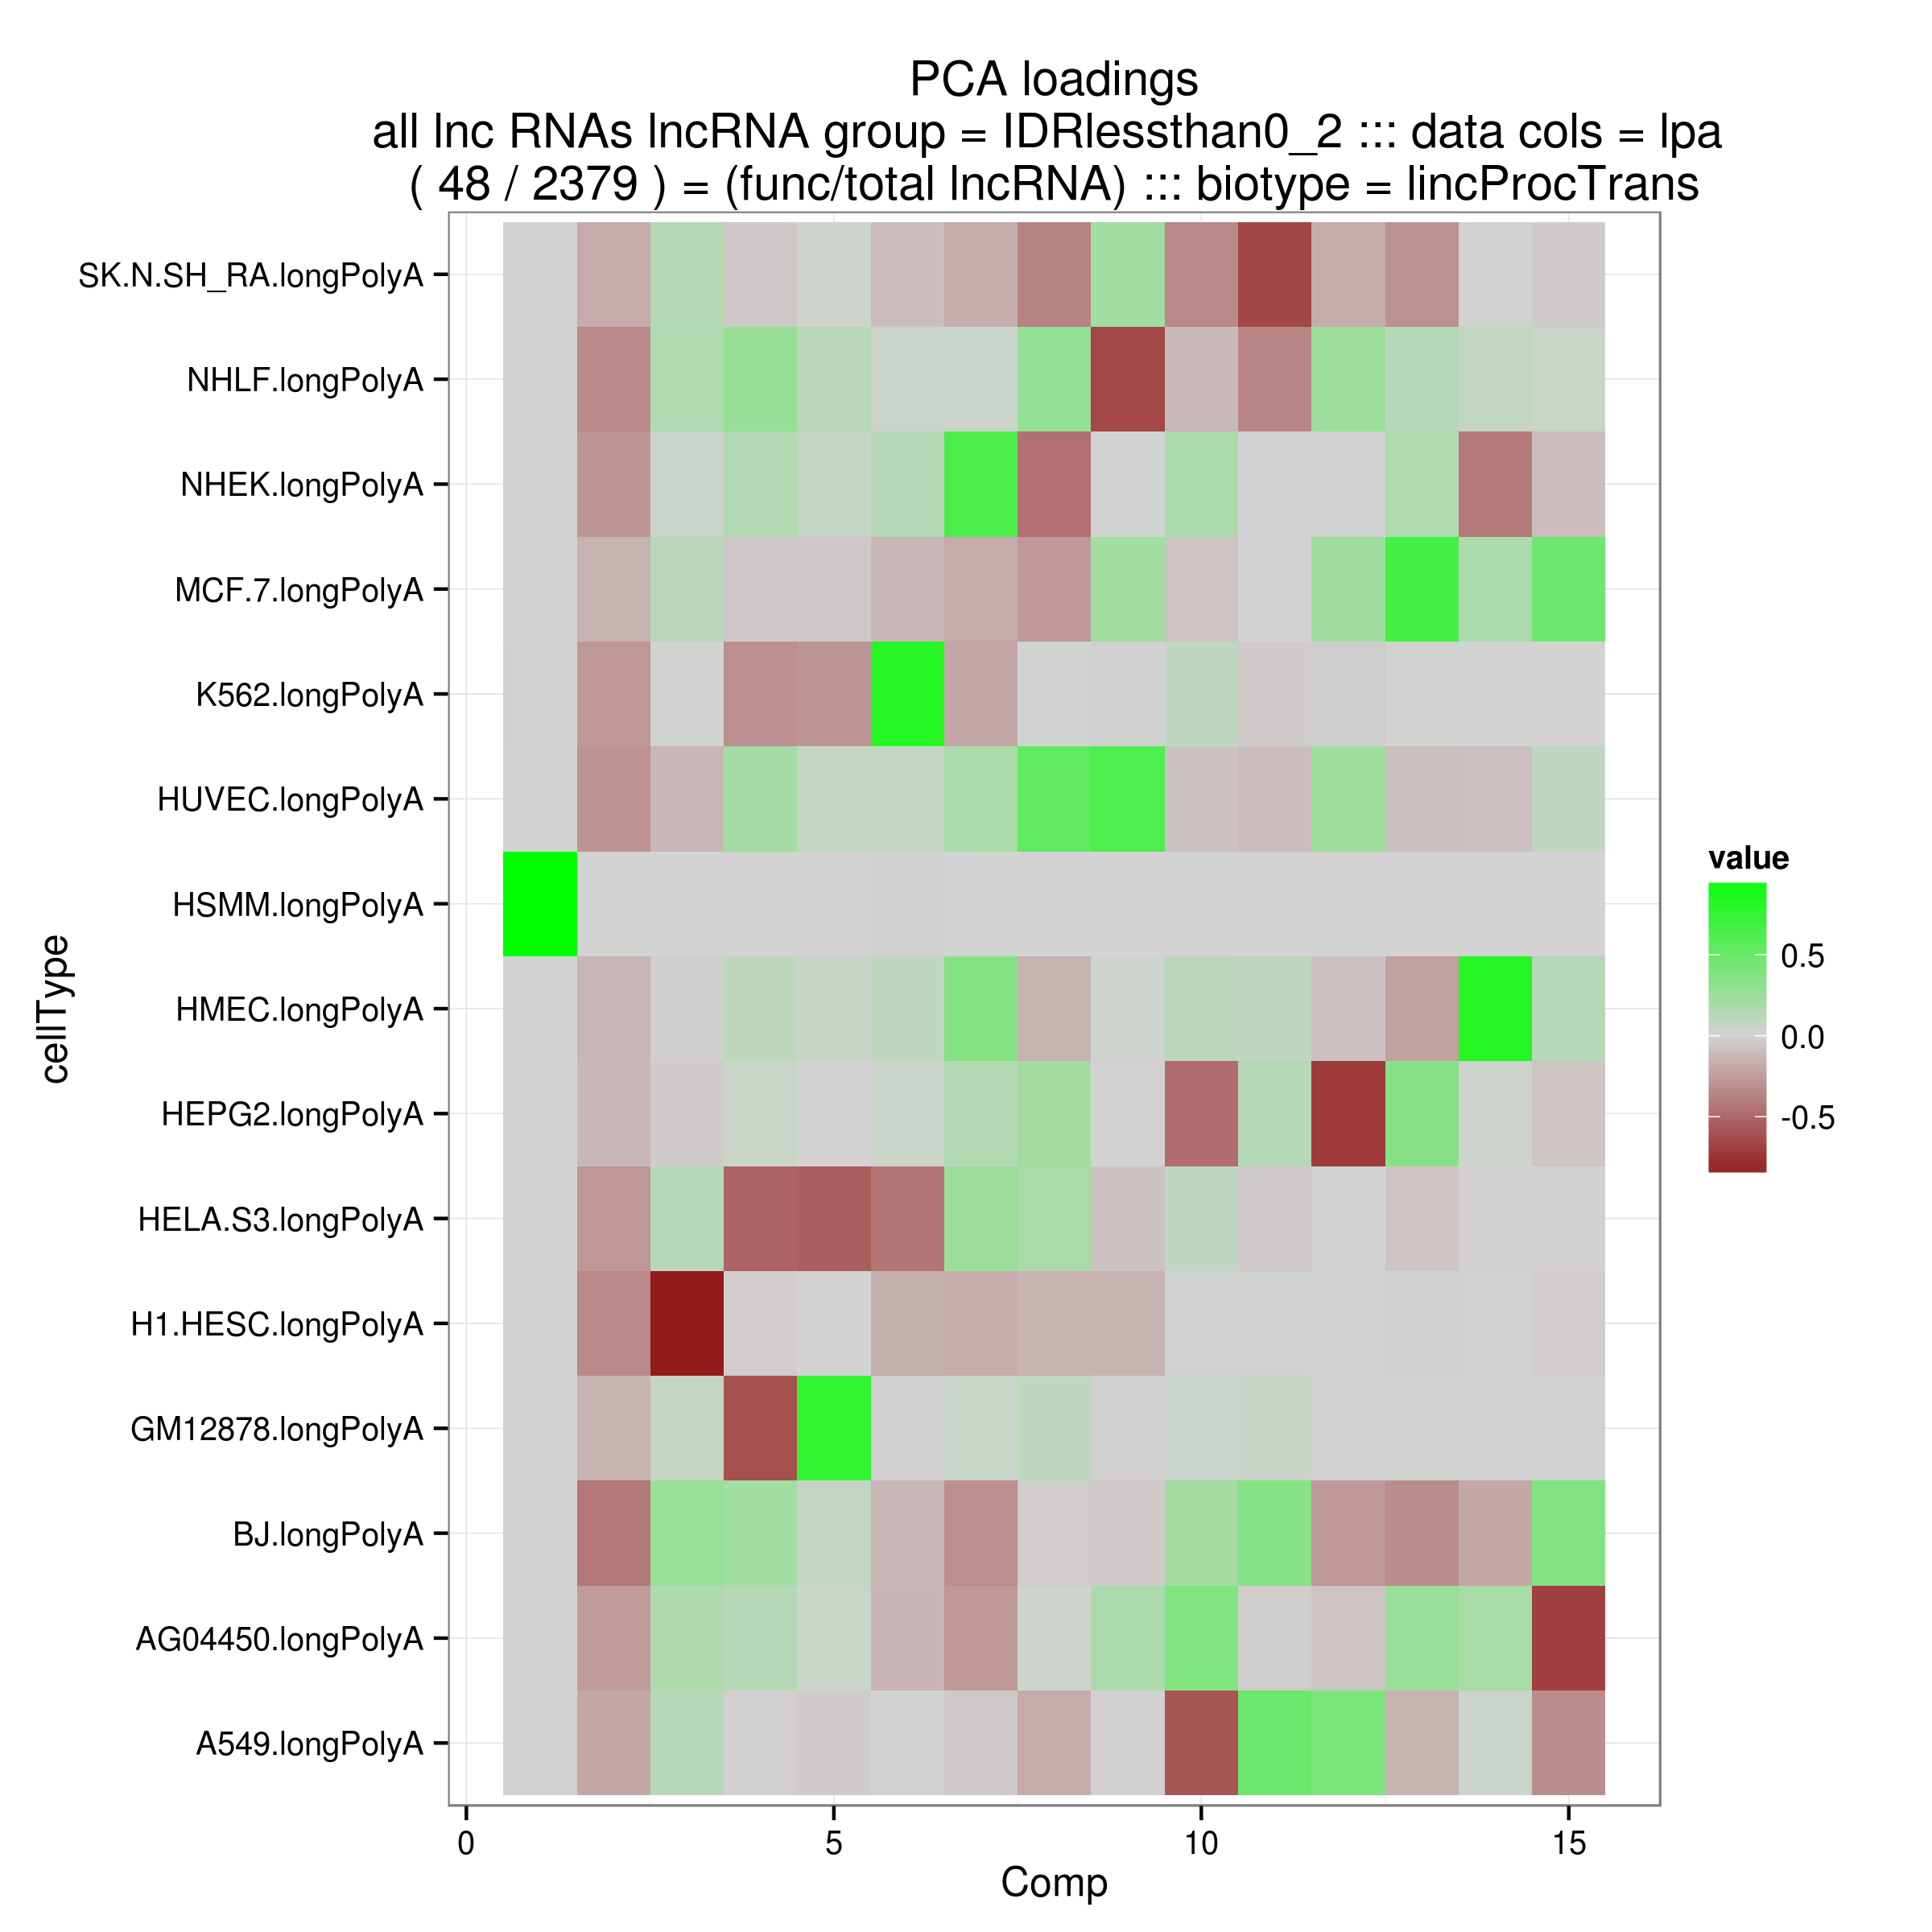 PCA loadings
all lnc RNAs lncRNA group = IDRlessthan0_2 ::: data cols = lpa
( 48 / 2379 ) = (func/total lncRNA) ::: biotype = lincProcTrans
SK.N.SH_RA.longPolyA
NHLF.longPolyA
NHEK.longPolyA
MCF.7.longPolyA
K562.longPolyA
HUVEC.longPolyA
HSMM.longPolyA
HMEC.longPolyA
HEPG2.longPolyA
HELA.S3.longPolyA
H1.HESC.longPolyA
GM12878.longPolyA
BJ.longPolyA
AG04450.longPolyA
A549.longPolyA
cellType
0 5 10 15
Comp
value
0.5
0.0
-0.5